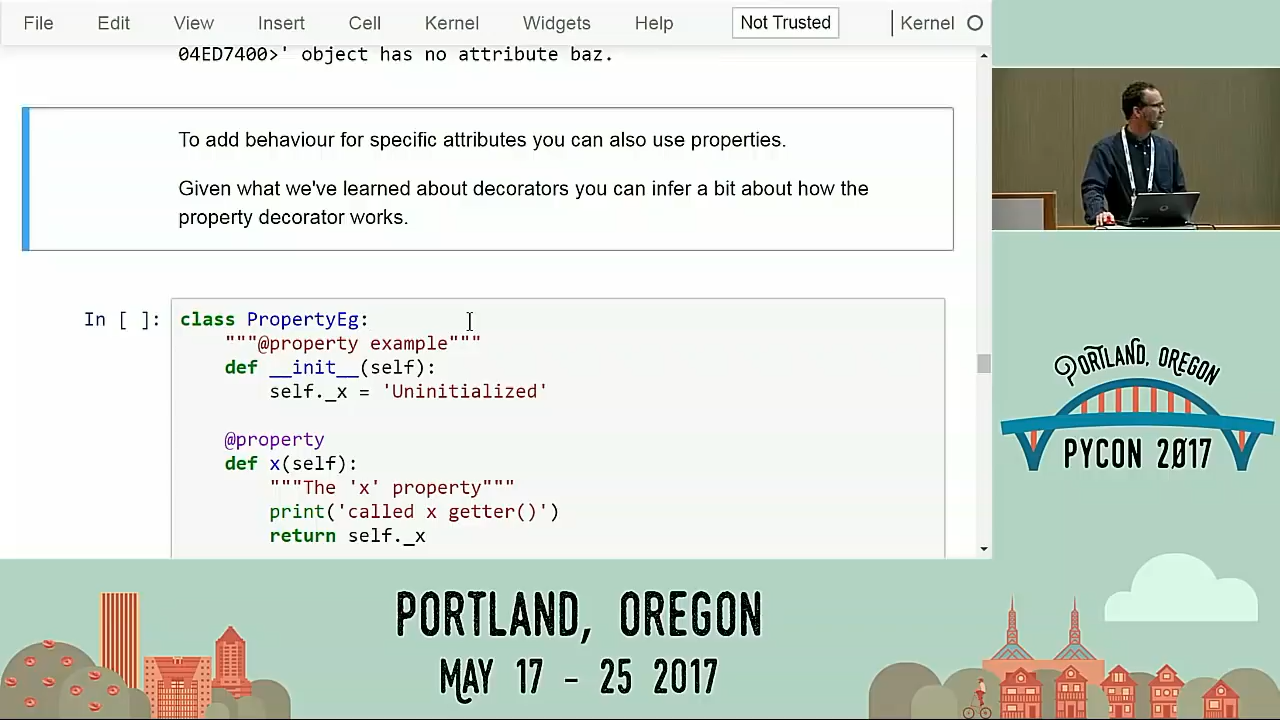 File Edit View Insert Cell Kernel Widgets Help Not Trusted Kernel
04ED7400>' object has no attribute baz.
To add behaviour for specific attributes you can also use properties.
Given what we've learned about decorators you can infer a bit about how the
property decorator works.
In [ ]: class PropertyEg:
"""@property example"""
def __init__(self):
self._x = 'Uninitialized'
@property
def x(self):
"""The 'x' property"""
print('called x getter()')
return self._x
PORTLAND, OREGON
PYCON 2017
PORTLAND, OREGON
MAY 17 - 25 2017